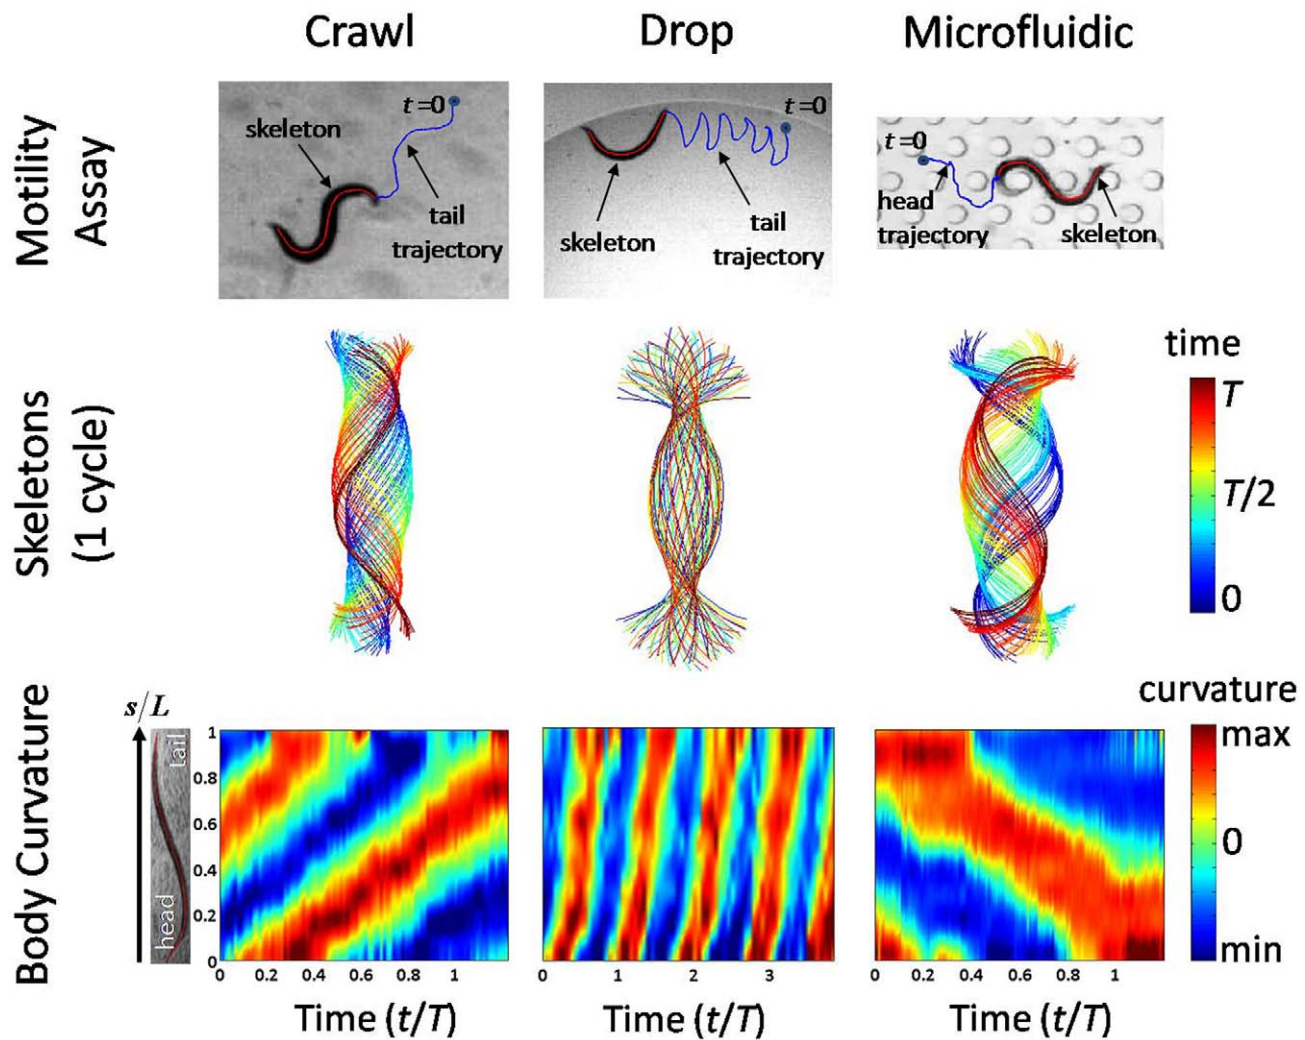 Crawl
Drop
Microfluidic
Motility
Assay
t=0
skeleton
tail
trajectory
t=0
skeleton
tail
trajectory
t=0
head
trajectory
skeleton
Skeletons
(1 cycle)
time
T
T/2
0
Body Curvature
s/L
tail
head
1
0.8
0.6
0.4
0.2
0
0 0.2 0.4 0.6 0.8 1
Time (t/T)
0 1 2 3
Time (t/T)
0 0.2 0.4 0.6 0.8 1
Time (t/T)
curvature
max
0
min